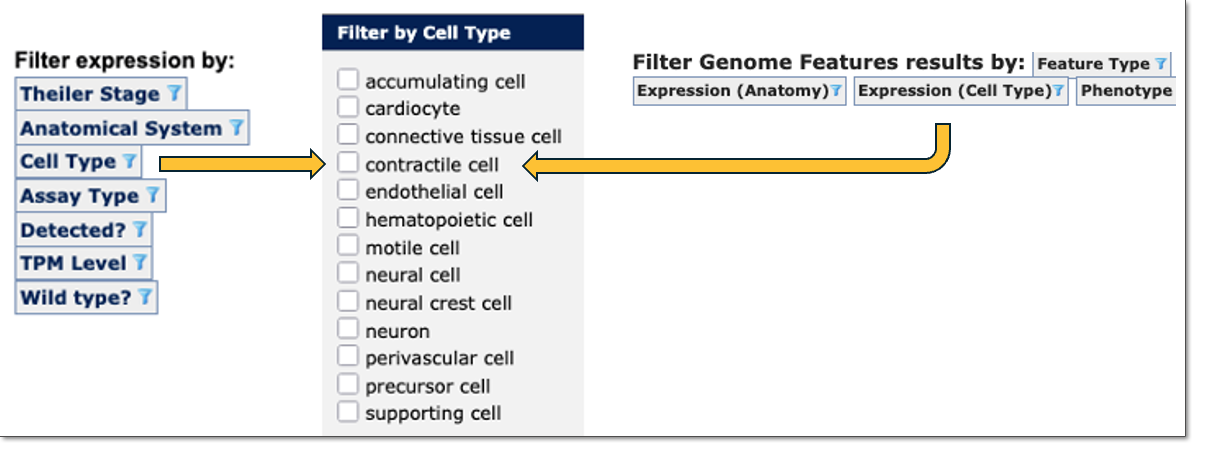 Filter expression by:
Theiler Stage
Anatomical System
Cell Type
Assay Type
Detected?
TPM Level
Wild type?
Filter by Cell Type
accumulating cell
cardiocyte
connective tissue cell
contractile cell
endothelial cell
hematopoietic cell
motile cell
neural cell
neural crest cell
neuron
perivascular cell
precursor cell
supporting cell
Filter Genome Features results by: Feature Type
Expression (Anatomy) Expression (Cell Type) Phenotype